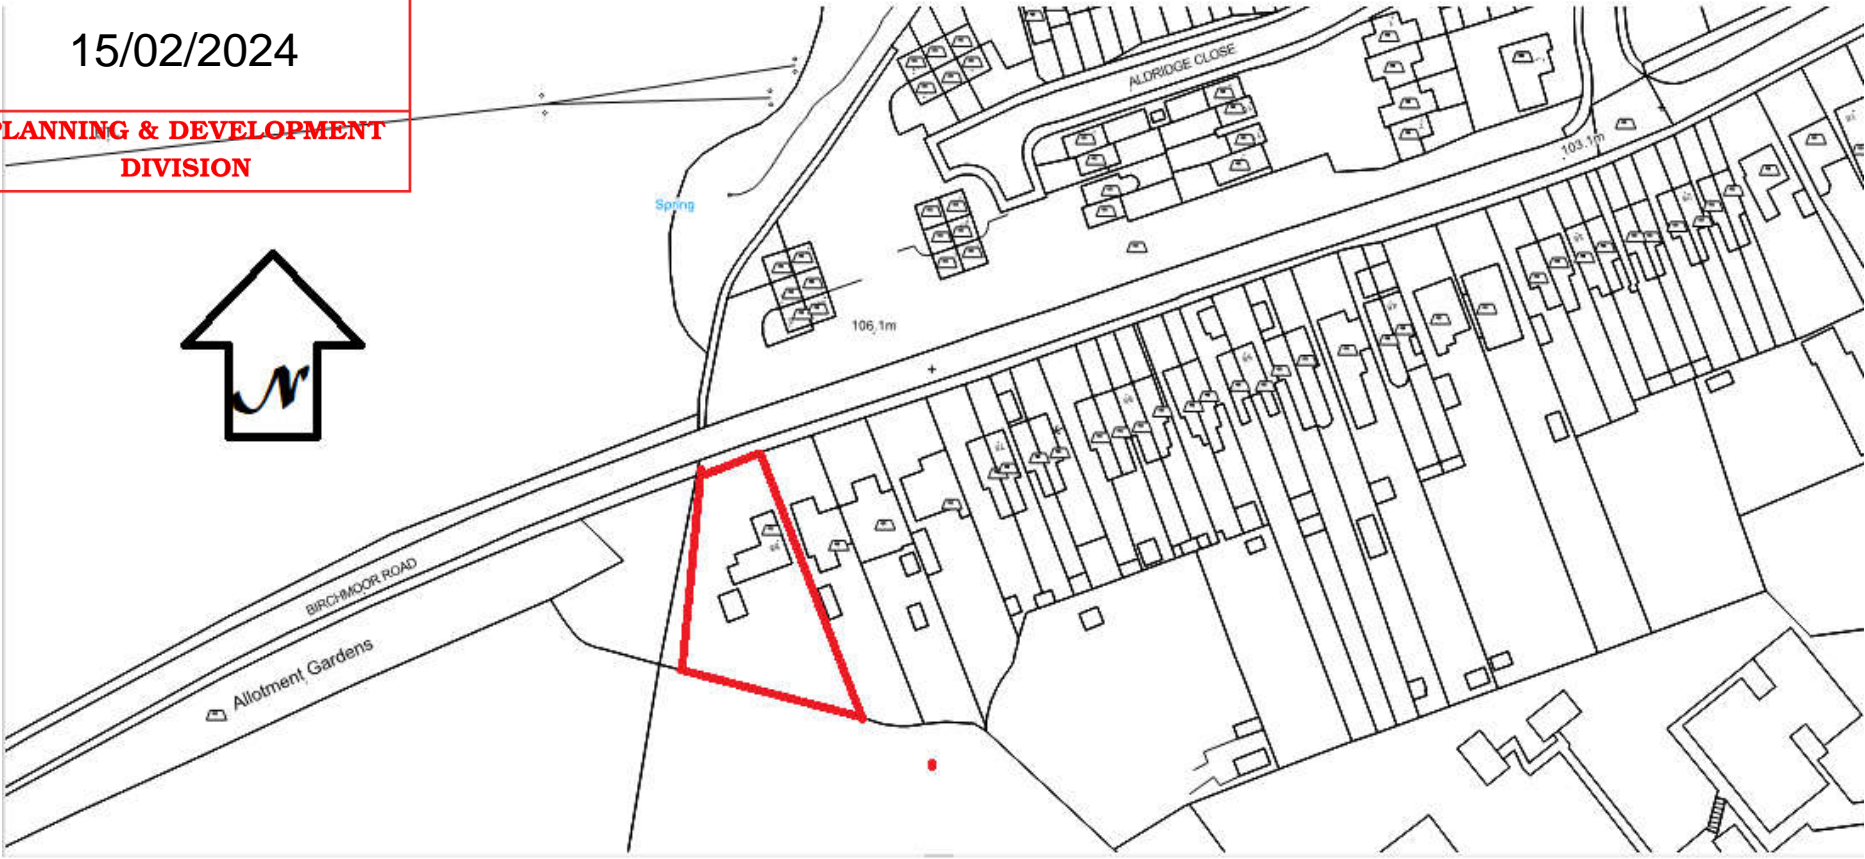 15/02/2024
PLANNING & DEVELOPMENT
DIVISION
ALDRIDGE CLOSE
103.1m
Spring
106.1m
N
BIRCHMOOR ROAD
Allotment Gardens